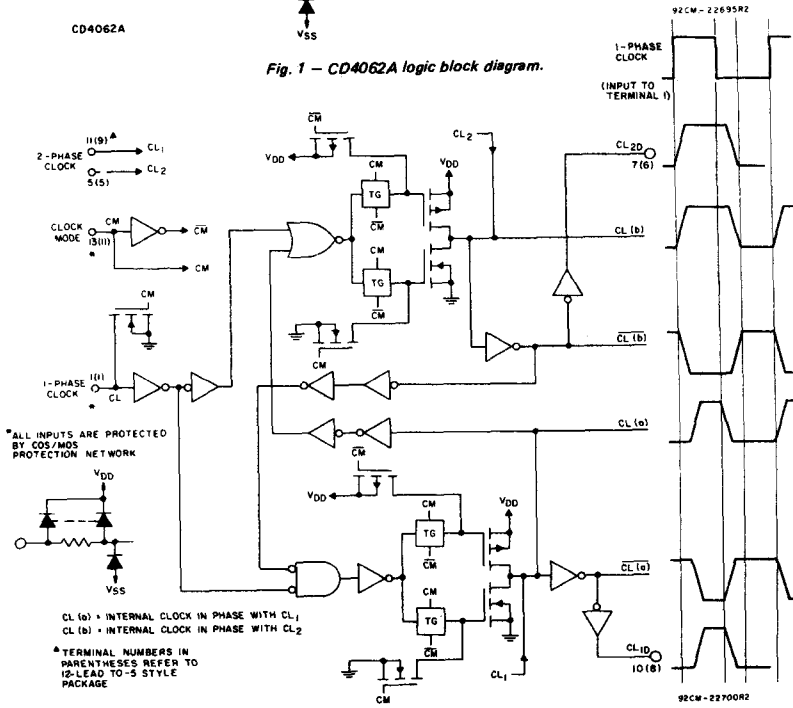 CD4062A
VSS
92CM-22695R2
Fig. 1 – CD4062A logic block diagram.
1-PHASE
CLOCK
(INPUT TO
TERMINAL 1)
11(9) ▲
2-PHASE
CLOCK
CL1
CL2
5(5)
CM
VDD
CM
TG
CM
CL2
VDD
CL2D
7(6)
CLOCK
MODE
CM
13(11)
*
CM
CM
CM
TG
CM
CL (b)
CM
CM
CL (b)
1-PHASE
CLOCK
1(1)
*
CL
CL (a)
*ALL INPUTS ARE PROTECTED
BY COS/MOS
PROTECTION NETWORK
VDD
VSS
CM
VDD
CM
TG
CM
VDD
CL (a)
CM
TG
CM
CM
CL1
CL1D
10(8)
CL (a) = INTERNAL CLOCK IN PHASE WITH CL1
CL (b) = INTERNAL CLOCK IN PHASE WITH CL2
▲ TERMINAL NUMBERS IN
PARENTHESES REFER TO
12-LEAD TO-5 STYLE
PACKAGE
92CM-22700R2